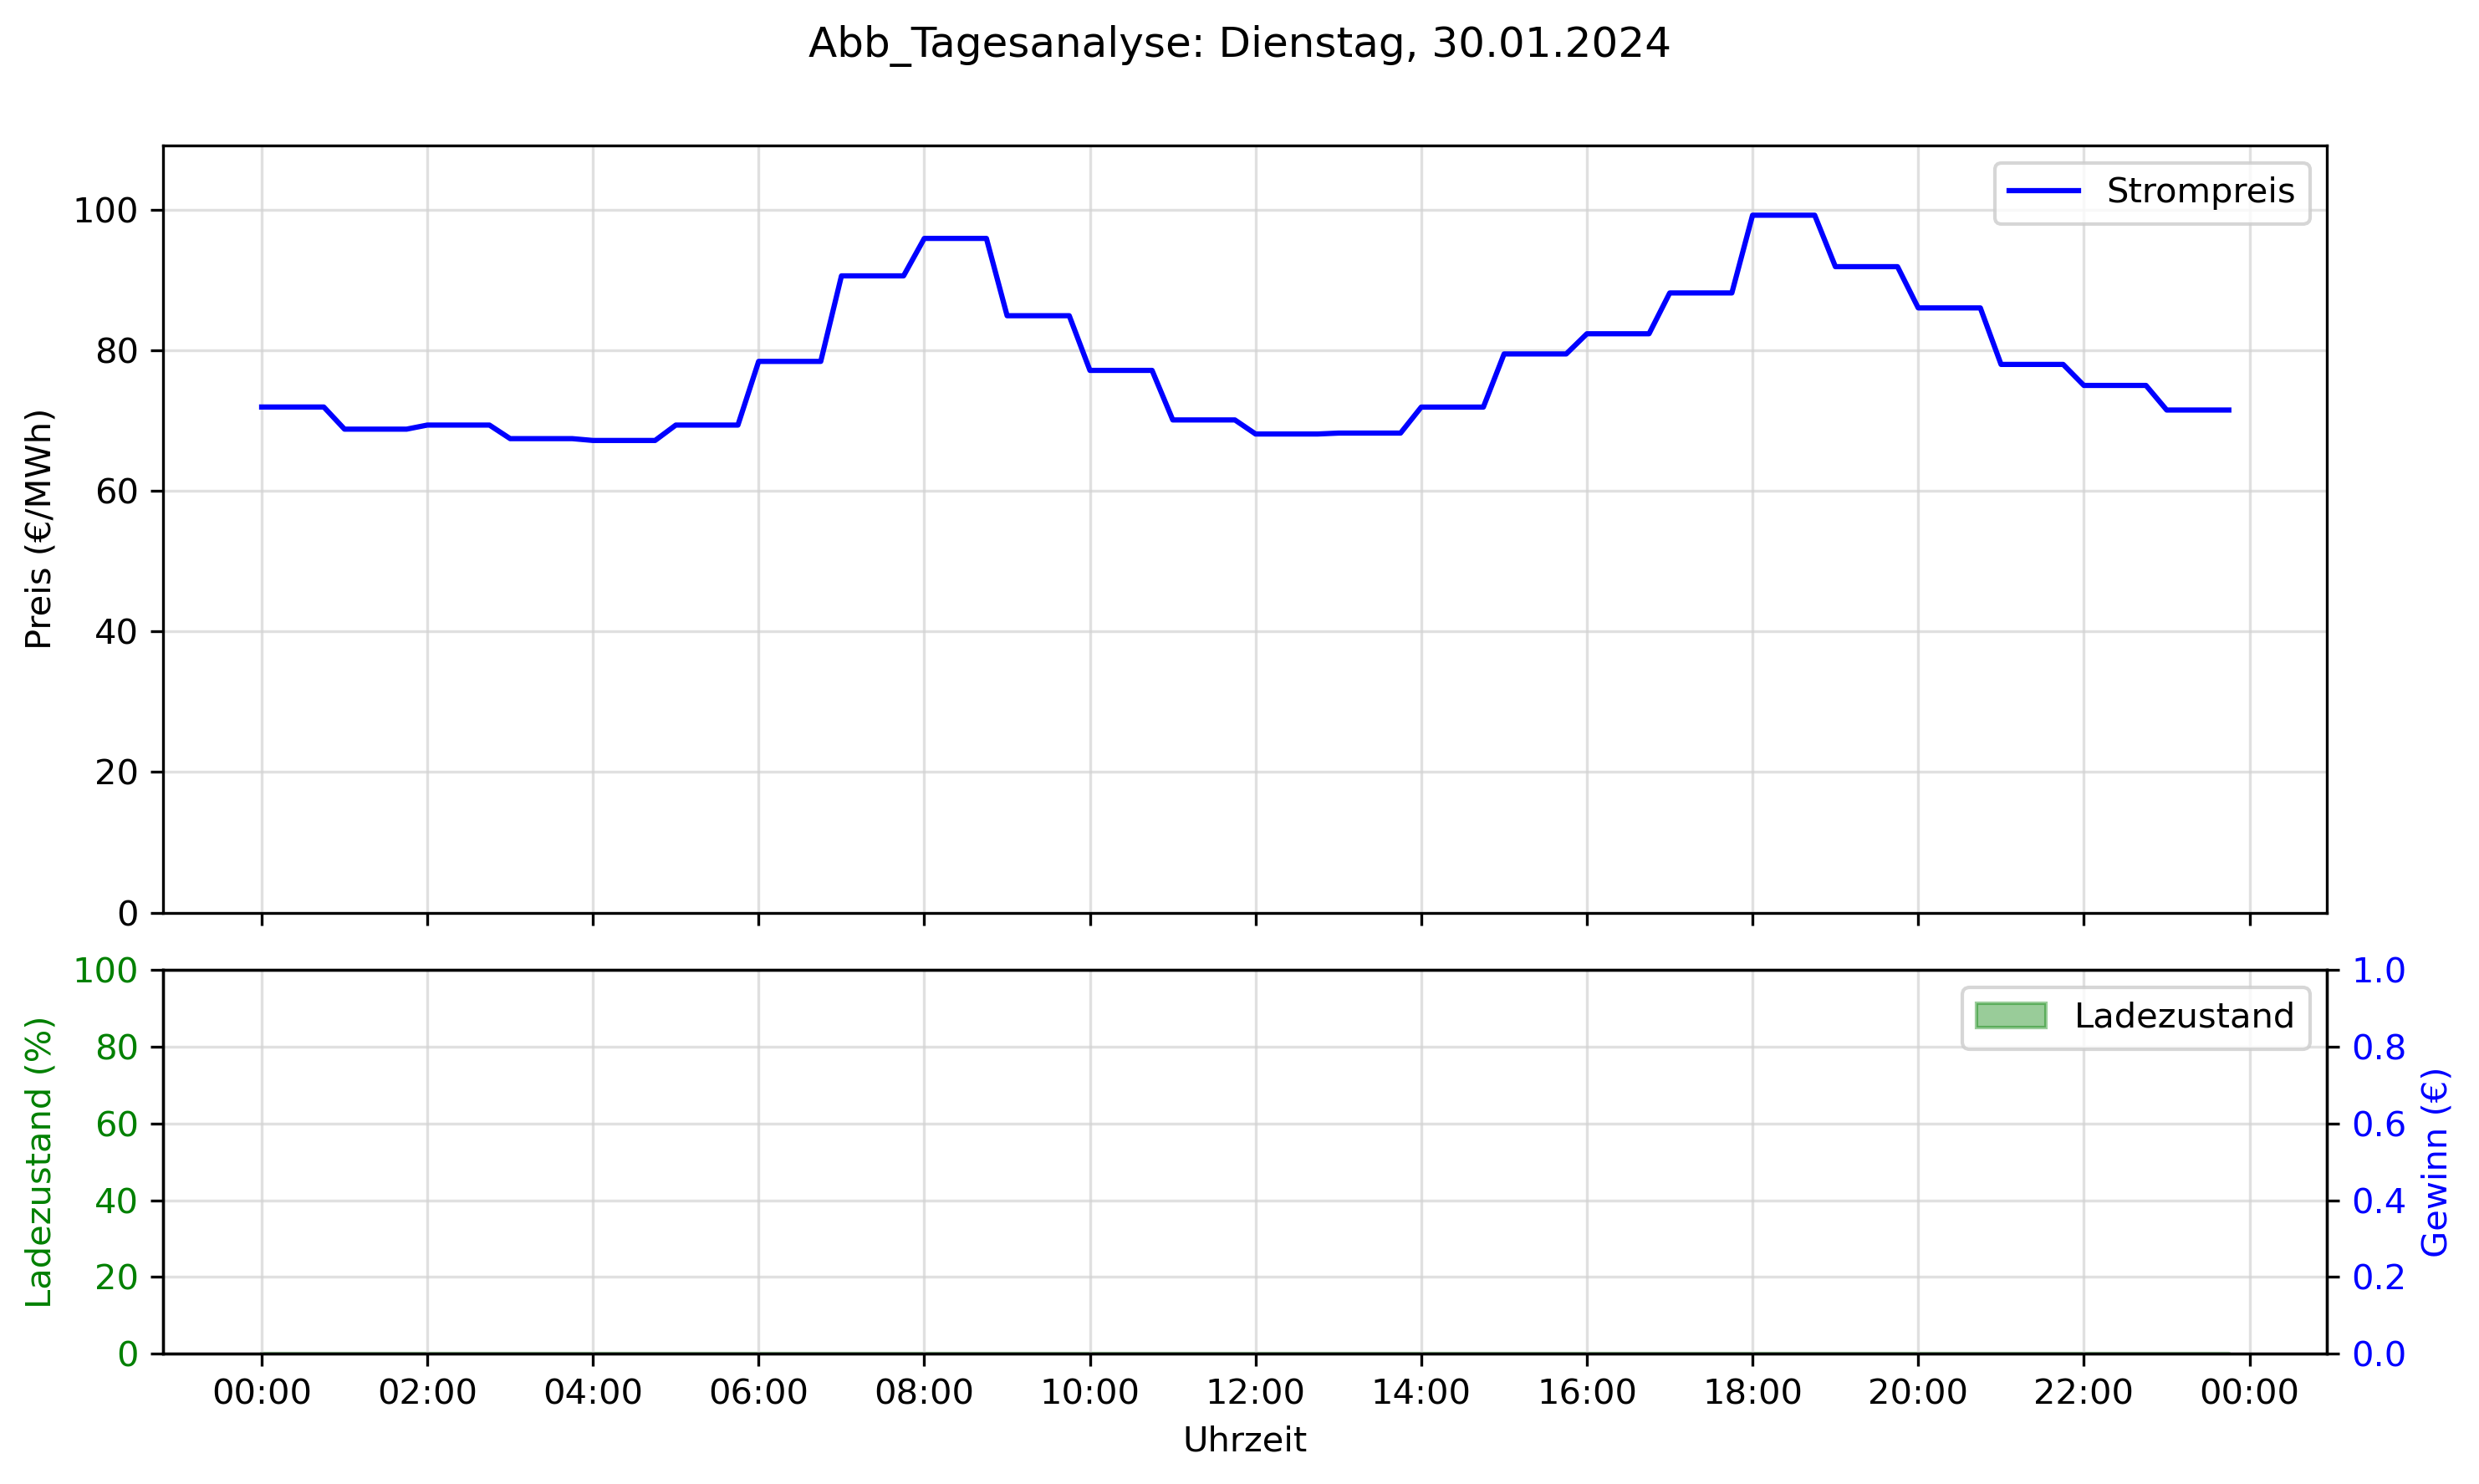 Abb_Tagesanalyse: Dienstag, 30.01.2024
Strompreis
Preis (€/MWh)
100
80
60
40
20
0
Ladezustand
Ladezustand (%)
100
80
60
40
20
0
Gewinn (€)
1.0
0.8
0.6
0.4
0.2
0.0
00:00 02:00 04:00 06:00 08:00 10:00 12:00 14:00 16:00 18:00 20:00 22:00 00:00
Uhrzeit